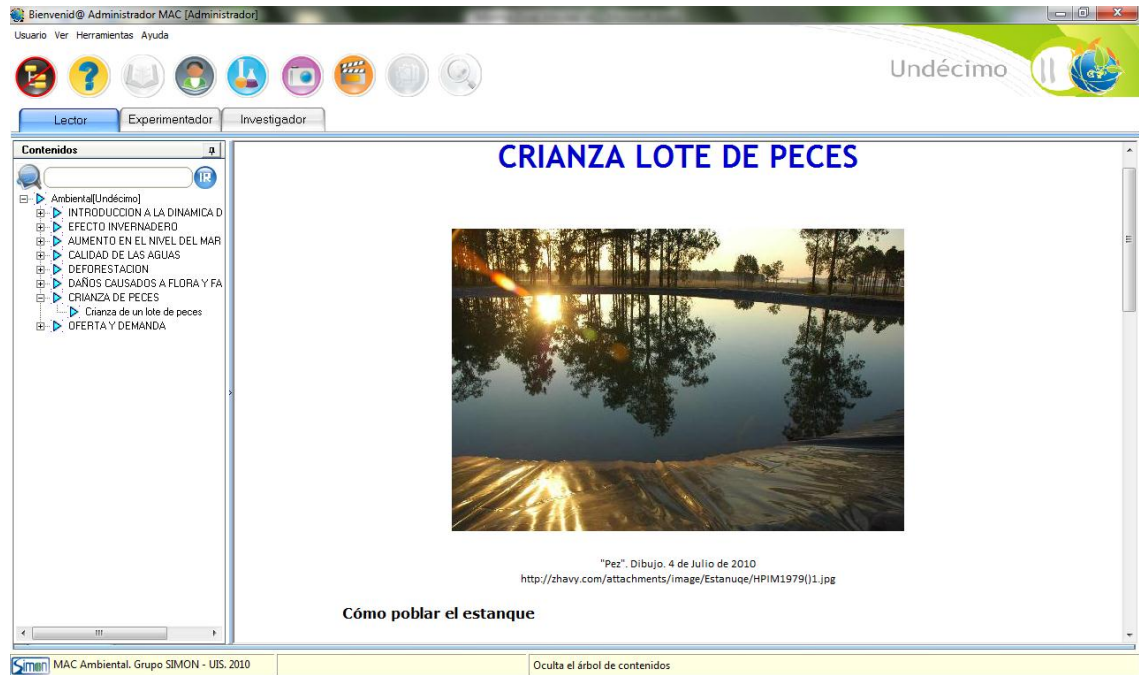 Bienvenid@ Administrador MAC [Administrador]
Usuario Ver Herramientas Ayuda
Undécimo
Lector Experimentador Investigador
Contenidos
IR
Ambiental[Undécimo]
INTRODUCCION A LA DINAMICA D
EFECTO INVERNADERO
AUMENTO EN EL NIVEL DEL MAR
CALIDAD DE LAS AGUAS
DEFORESTACION
DAÑOS CAUSADOS A FLORA Y FA
CRIANZA DE PECES
Crianza de un lote de peces
OFERTA Y DEMANDA
CRIANZA LOTE DE PECES
"Pez". Dibujo. 4 de Julio de 2010
http://zhavy.com/attachments/image/Estanuqe/HPIM1979()1.jpg
Cómo poblar el estanque
Simon MAC Ambiental. Grupo SIMON - UIS. 2010
Oculta el árbol de contenidos